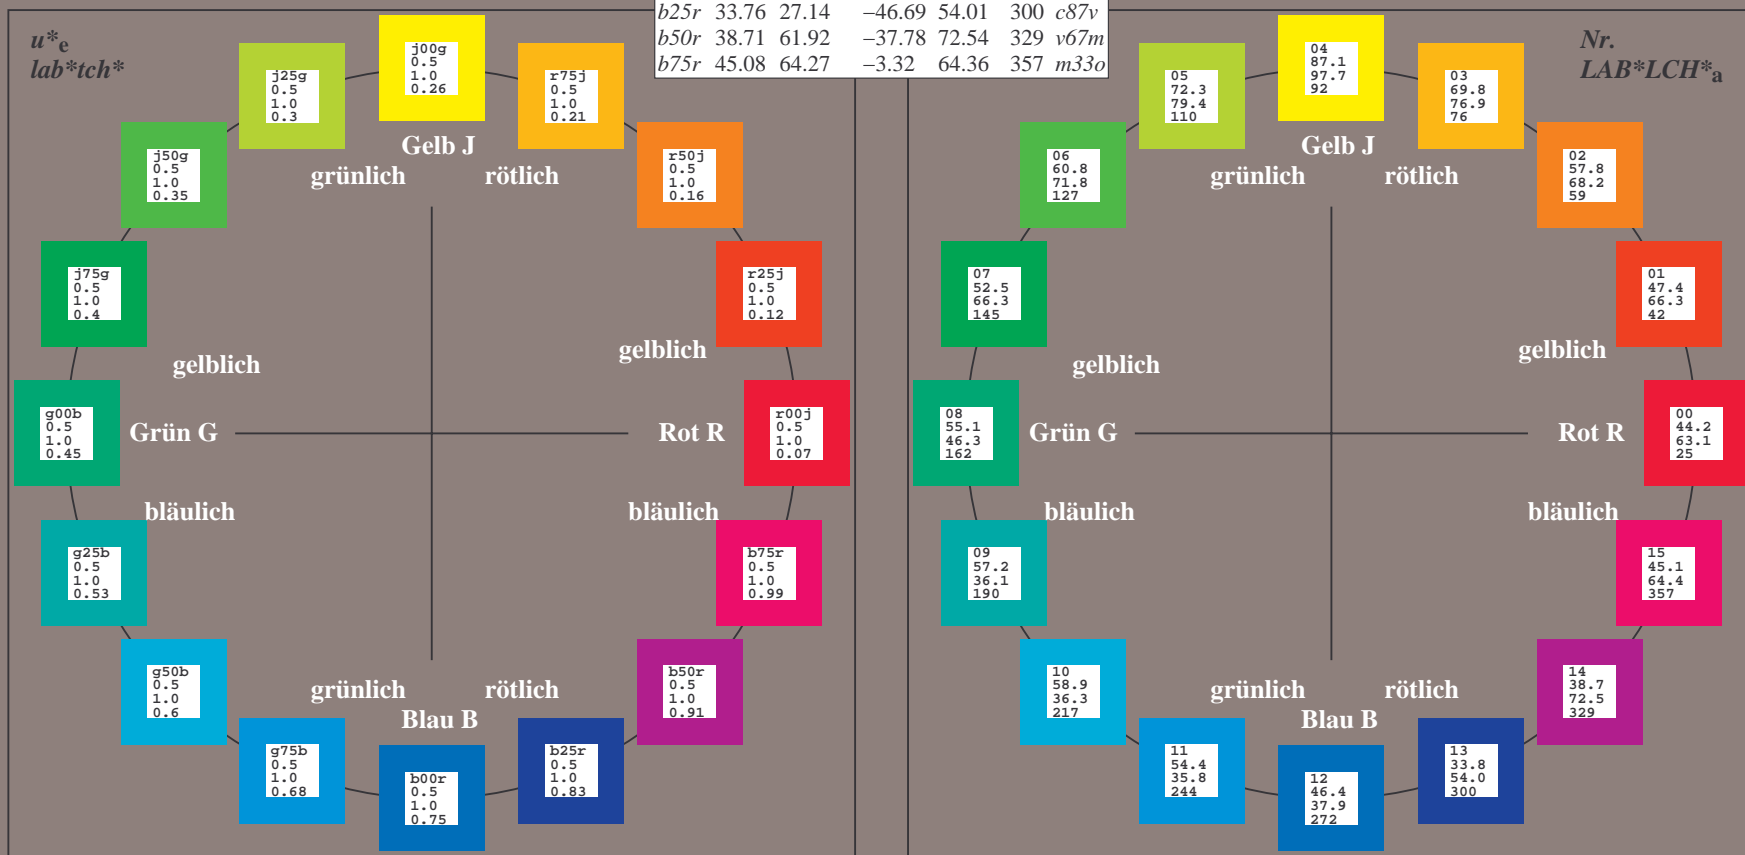 b25r 33.76 27.14 −46.69 54.01 300 c87v
b50r 38.71 61.92 −37.78 72.54 329 v67m
b75r 45.08 64.27 −3.32 64.36 357 m33o
u*e
lab*tch*
j00g
0.5
1.0
0.26
r75j
0.5
1.0
0.21
r50j
0.5
1.0
0.16
r25j
0.5
1.0
0.12
r00j
0.5
1.0
0.07
b75r
0.5
1.0
0.99
b50r
0.5
1.0
0.91
b25r
0.5
1.0
0.83
b00r
0.5
1.0
0.75
g75b
0.5
1.0
0.68
g50b
0.5
1.0
0.6
g25b
0.5
1.0
0.53
g00b
0.5
1.0
0.45
j75g
0.5
1.0
0.4
j50g
0.5
1.0
0.35
j25g
0.5
1.0
0.3
Gelb J
grünlich rötlich
gelblich
gelblich
Grün G
Rot R
bläulich
bläulich
grünlich rötlich
Blau B
Nr.
LAB*LCH*a
04
87.1
97.7
92
03
69.8
76.9
76
02
57.8
68.2
59
01
47.4
66.3
42
00
44.2
63.1
25
15
45.1
64.4
357
14
38.7
72.5
329
13
33.8
54.0
300
12
46.4
37.9
272
11
54.4
35.8
244
10
58.9
36.3
217
09
57.2
36.1
190
08
55.1
46.3
162
07
52.5
66.3
145
06
60.8
71.8
127
05
72.3
79.4
110
Gelb J
grünlich rötlich
gelblich
gelblich
Grün G
Rot R
bläulich
bläulich
grünlich rötlich
Blau B